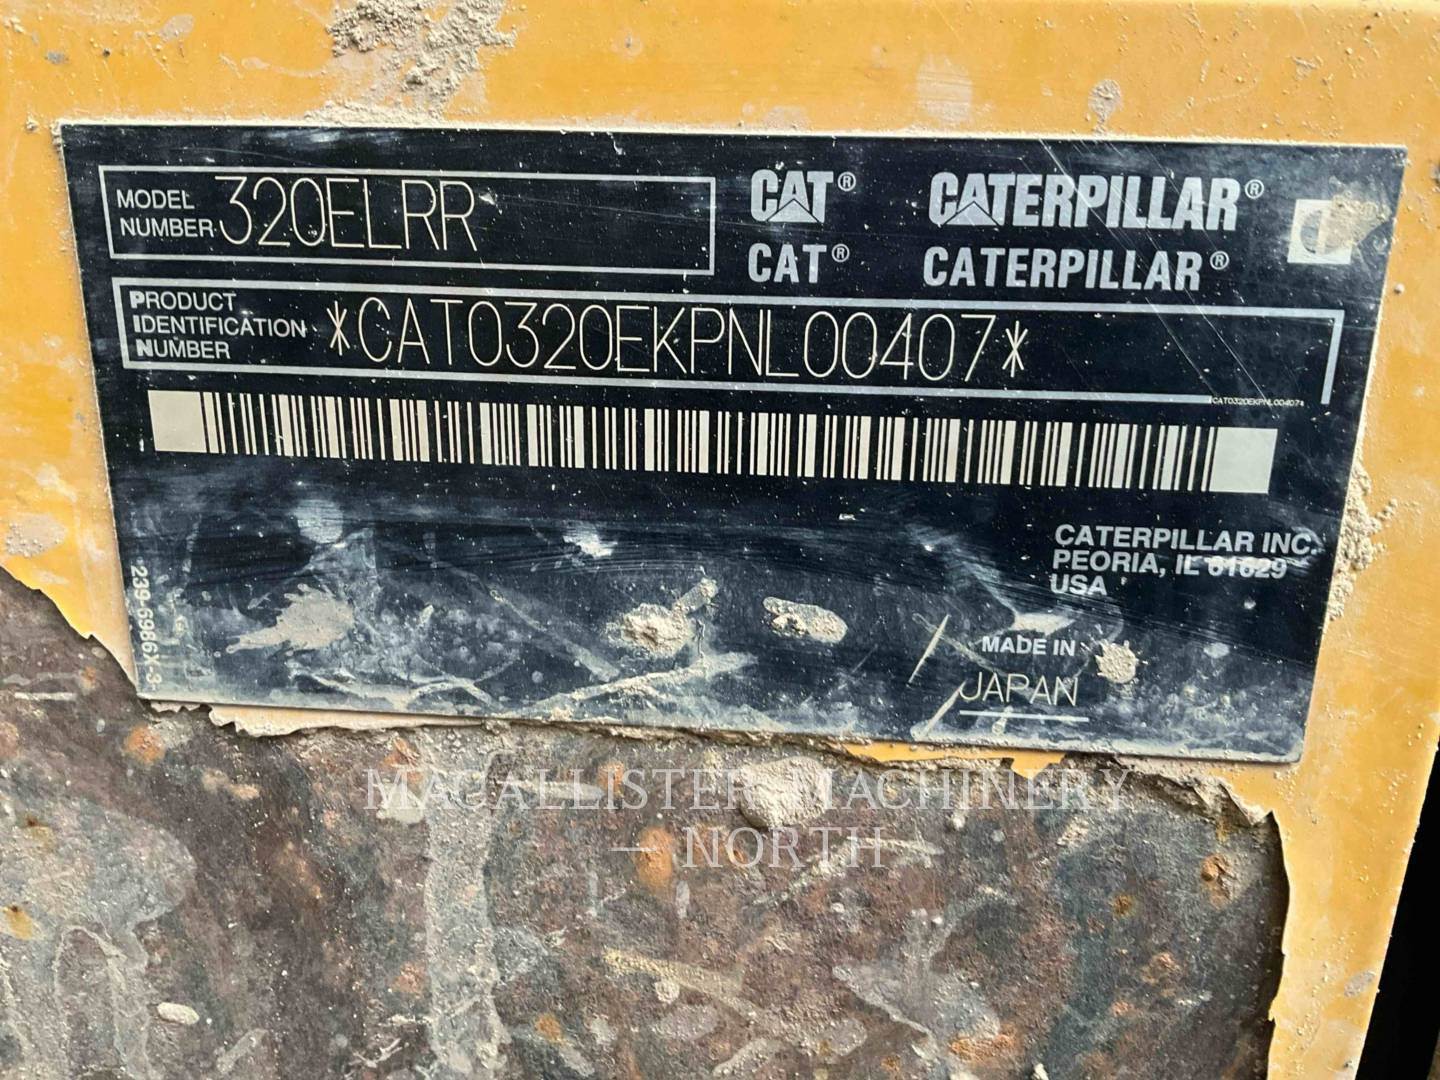 MODEL NUMBER 320ELRR
CAT® CATERPILLAR®
CAT® CATERPILLAR®
PRODUCT IDENTIFICATION NUMBER *CAT0320EKPNL00407*
CAT0320EKPNL00407*
CATERPILLAR INC.
PEORIA, IL 61629
USA
239-6986X-3
MADE IN
JAPAN
MACALLISTER MACHINERY
— NORTH —